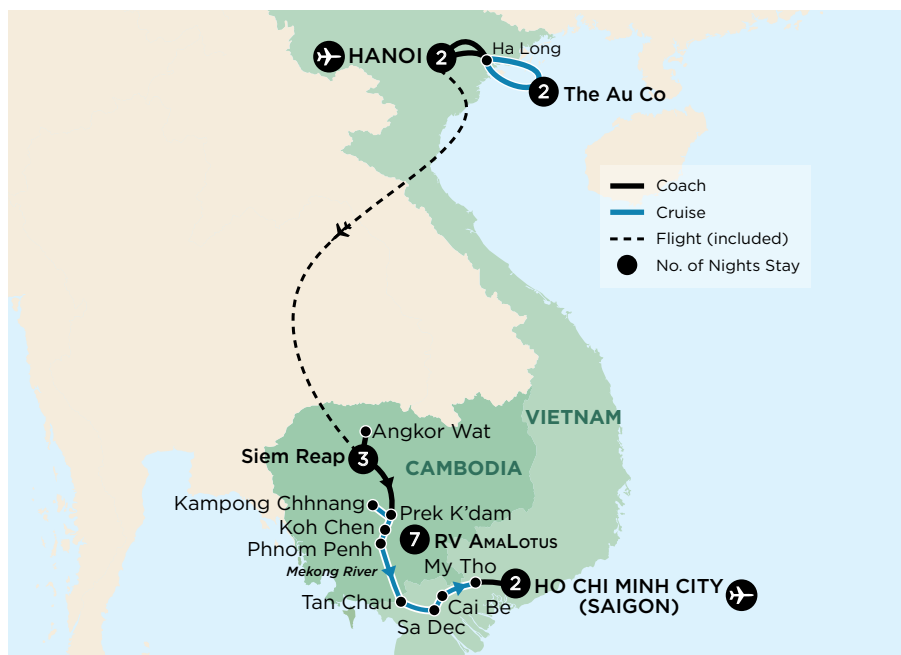 HANOI
2
Ha Long
2
The Au Co
Coach
Cruise
Flight (included)
No. of Nights Stay
VIETNAM
Angkor Wat
Siem Reap
3
CAMBODIA
Kampong Chhnang
Prek K’dam
Koh Chen
7
RV AMALOTUS
Phnom Penh
My Tho
Mekong River
2
HO CHI MINH CITY
(SAIGON)
Tan Chau
Cai Be
Sa Dec